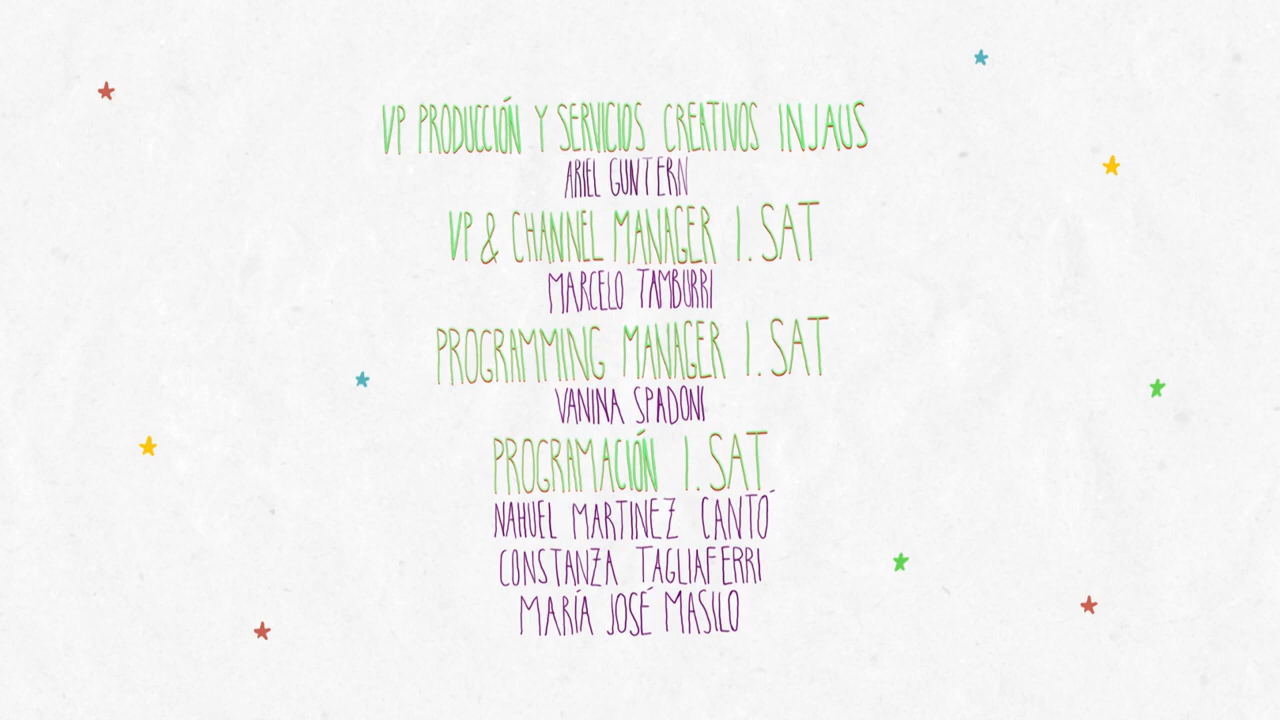 VP PRODUCCIÓN Y SERVICIOS CREATIVOS INJAUS
ARIEL GUNTERN
VP & CHANNEL MANAGER I.SAT
MARCELO TAMBURRI
PROGRAMMING MANAGER I.SAT
VANINA SPADONI
PROGRAMACIÓN I.SAT
NAHUEL MARTINEZ CANTÓ
CONSTANZA TAGLIAFERRI
MARÍA JOSÉ MASILO